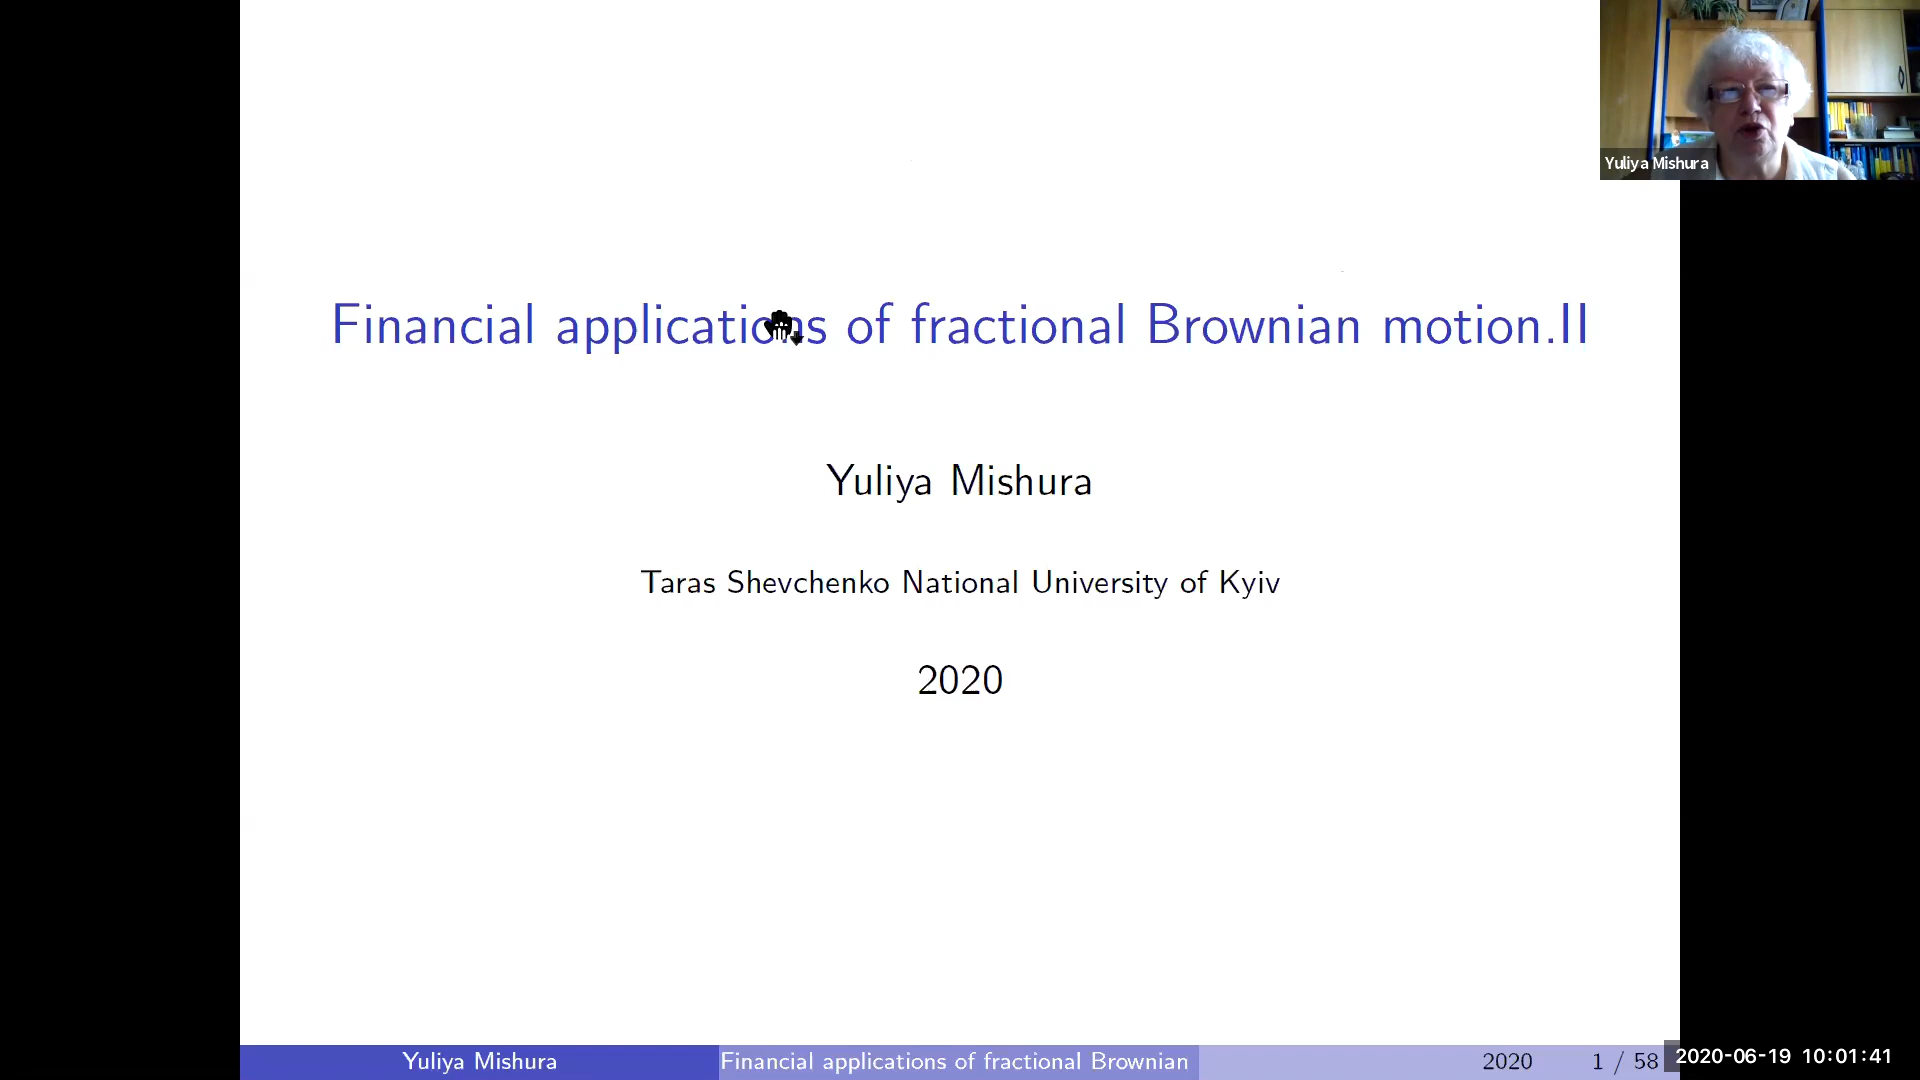 Yuliya Mishura
Financial applications of fractional Brownian motion.II
Yuliya Mishura
Taras Shevchenko National University of Kyiv
2020
Yuliya Mishura
Financial applications of fractional Brownian
2020
1 / 58
2020-06-19 10:01:41